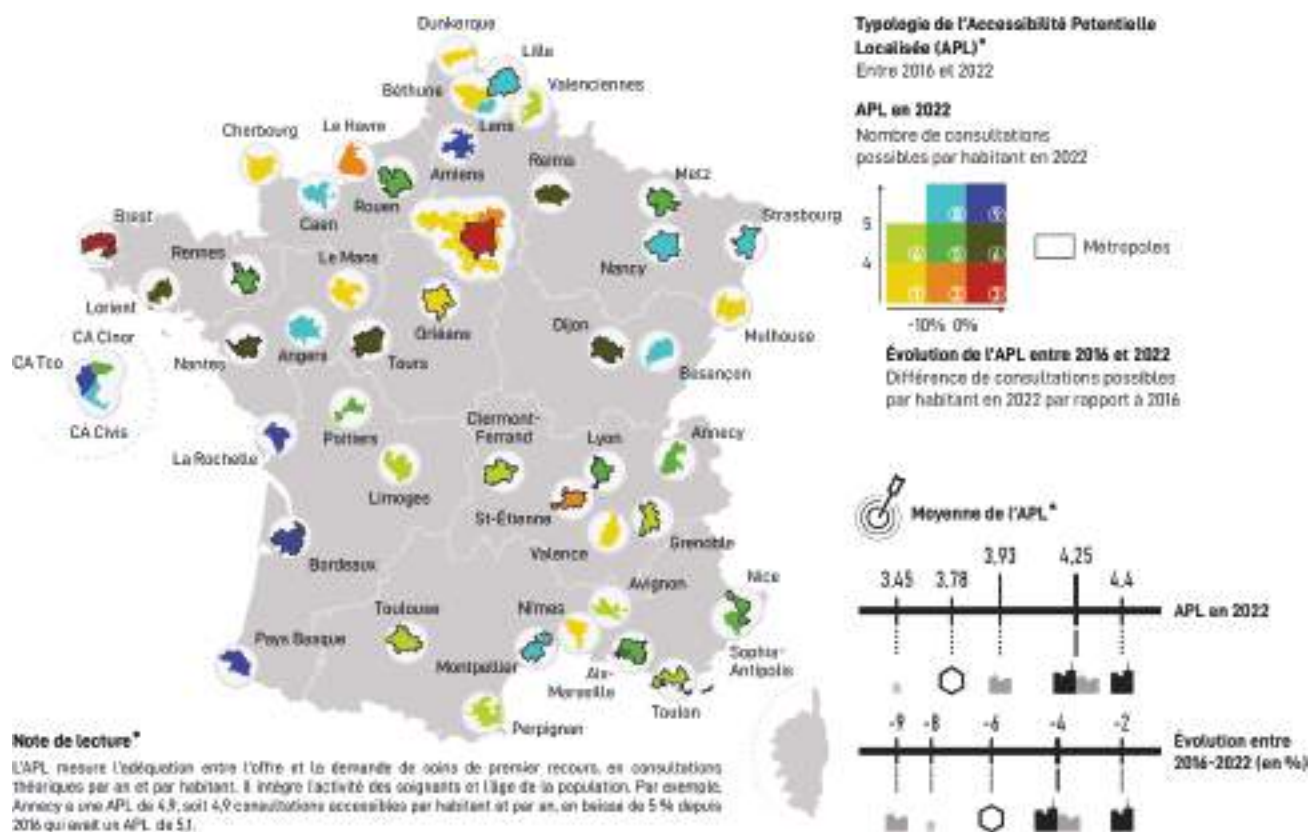 Dunkerque
Lille
Béthune
Valenciennes
Lens
Cherbourg
Le Havre
Amiens
Reims
Rouen
Metz
Caen
Strasbourg
Brest
Rennes
Le Mans
Nancy
Lorient
Orléans
Dijon
Mulhouse
CA Cinor
Nantes
Angers
Tours
CA Tco
Besançon
CA Civis
Poitiers
Clermont-
Ferrand
Lyon
Annecy
La Rochelle
Limoges
St-Étienne
Grenoble
Valence
Bordeaux
Avignon
Nice
Toulouse
Nîmes
Pays Basque
Montpellier
Aix-
Marseille
Sophia-
Antipolis
Toulon
Perpignan
Typologie de l'Accessibilité Potentielle
Localisée (APL)*
Entre 2016 et 2022
APL en 2022
Nombre de consultations
possibles par habitant en 2022
5
4
① ② ③
④ ⑤ ⑥
⑧ ⑨
Métropoles
-10% 0%
Évolution de l'APL entre 2016 et 2022
Différence de consultations possibles
par habitant en 2022 par rapport à 2016
Moyenne de l'APL*
3,45 3,78 3,93 4,25 4,4
APL en 2022
-9 -8 -6 -4 -2
Évolution entre
2016-2022 (en %)
Note de lecture*
L'APL mesure l'adéquation entre l'offre et la demande de soins de premier recours, en consultations
théoriques par an et par habitant. Il intègre l'activité des soignants et l'âge de la population. Par exemple,
Annecy a une APL de 4,9, soit 4,9 consultations accessibles par habitant et par an, en baisse de 5 % depuis
2016 qui avait un APL de 5,1.